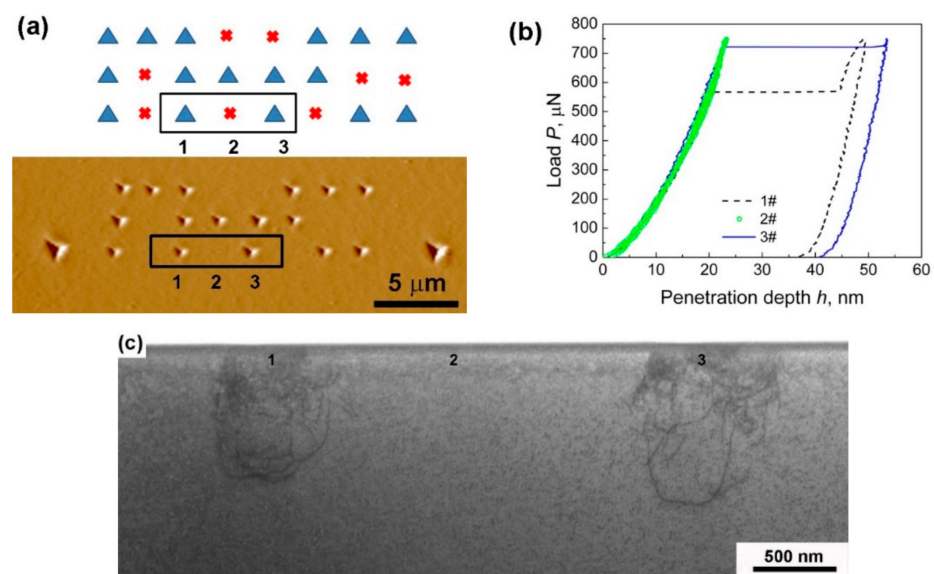 (a)
1 2 3
1 2 3
5 μm
(b)
Load P, μN
800
700
600
500
400
300
200
100
0
1#
2#
3#
0 10 20 30 40 50 60
Penetration depth h, nm
(c)
1 2 3
500 nm